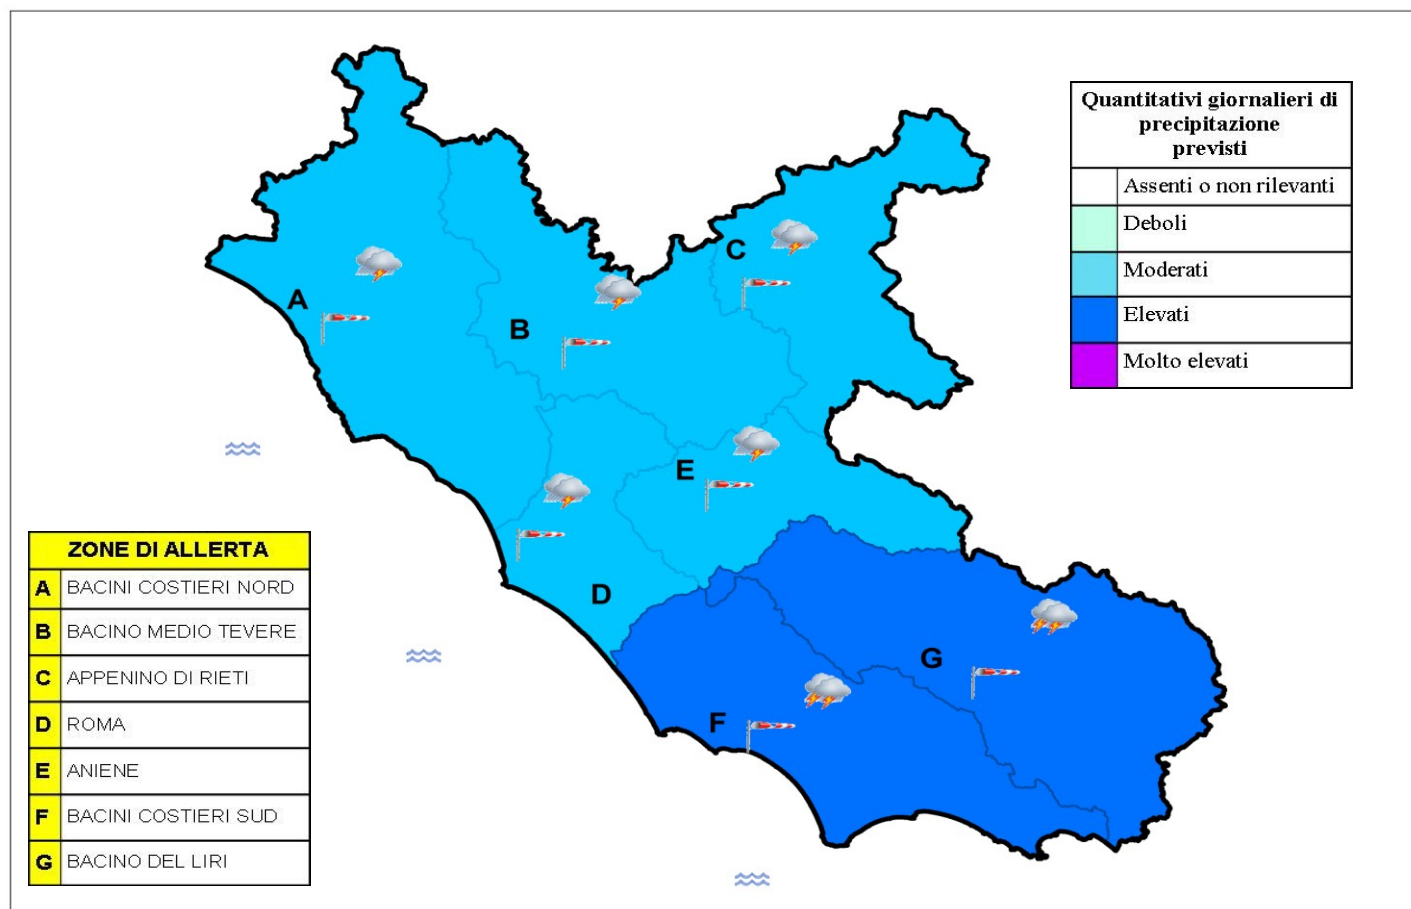 Quantitativi giornalieri di
precipitazione
previsti
Assenti o non rilevanti
Deboli
Moderati
Elevati
Molto elevati
C
A
B
E
D
G
F
ZONE DI ALLERTA
A BACINI COSTIERI NORD
B BACINO MEDIO TEVERE
C APPENINO DI RIETI
D ROMA
E ANIENE
F BACINI COSTIERI SUD
G BACINO DEL LIRI